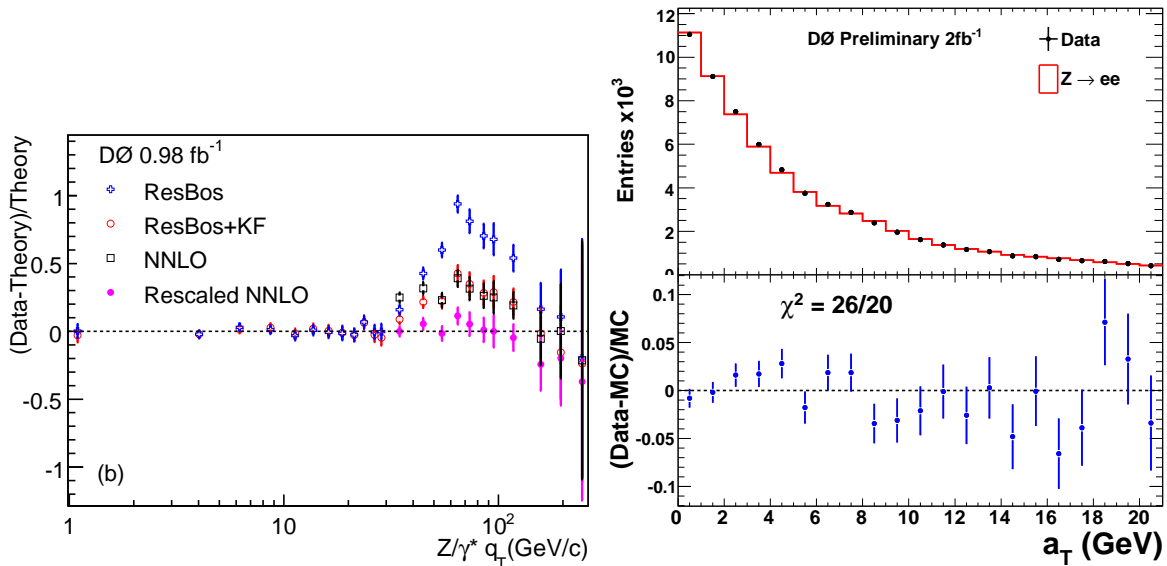 (Data-Theory)/Theory
DØ 0.98 fb⁻¹
ResBos
ResBos+KF
NNLO
Rescaled NNLO
1
0.5
0
-0.5
-1
(b)
1 10 10²
Z/γ* q_T (GeV/c)
Entries ×10³
DØ Preliminary 2fb⁻¹
Data
Z → ee
12
10
8
6
4
2
0
(Data-MC)/MC
χ² = 26/20
0.1
0.05
0
-0.05
-0.1
0 2 4 6 8 10 12 14 16 18 20
a_T (GeV)